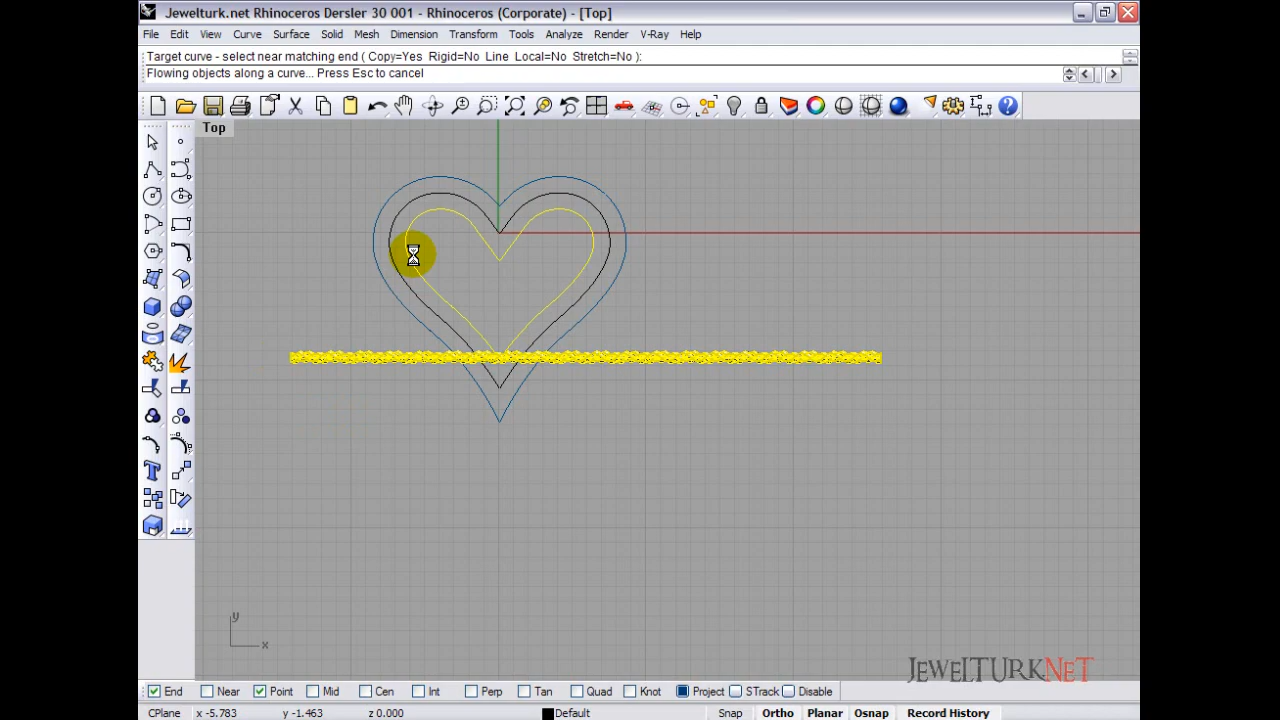 Jewelturk.net Rhinoceros Dersler 30 001 - Rhinoceros (Corporate) - [Top]
File Edit View Curve Surface Solid Mesh Dimension Transform Tools Analyze Render V-Ray Help
Target curve - select near matching end ( Copy=Yes Rigid=No Line Local=No Stretch=No ):
Flowing objects along a curve... Press Esc to cancel
Top
y
x
JEWELTURKNET
End Near Point Mid Cen Int Perp Tan Quad Knot Project STrack Disable
CPlane x -5.783 y -1.463 z 0.000 Default Snap Ortho Planar Osnap Record History